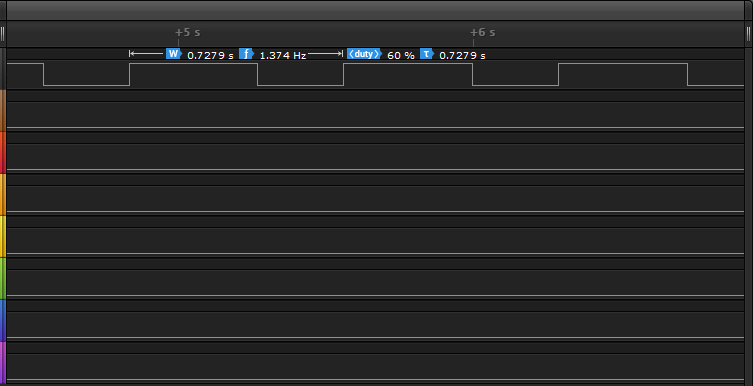 +5 s +6 s
W 0.7279 s f 1.374 Hz ⟨duty⟩ 60 % τ 0.7279 s